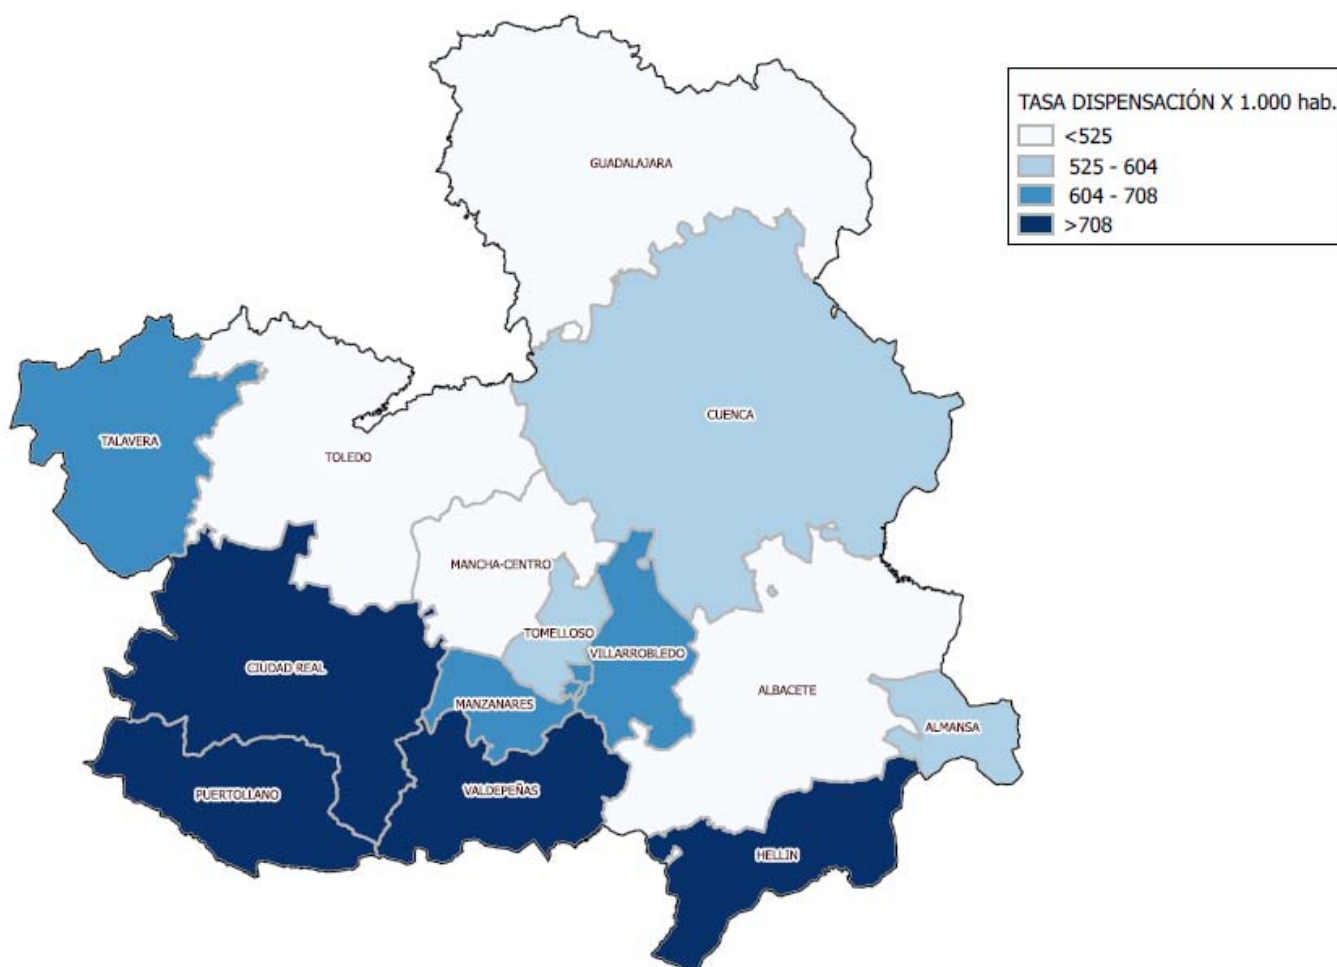 TASA DISPENSACIÓN X 1.000 hab.
<525
525 - 604
604 - 708
>708
GUADALAJARA
CUENCA
TALAVERA
TOLEDO
MANCHA-CENTRO
TOMELLOSO
VILLARROBLEDO
CIUDAD REAL
ALBACETE
MANZANARES
ALMANSA
PUERTOLLANO
VALDEPEÑAS
HELLIN